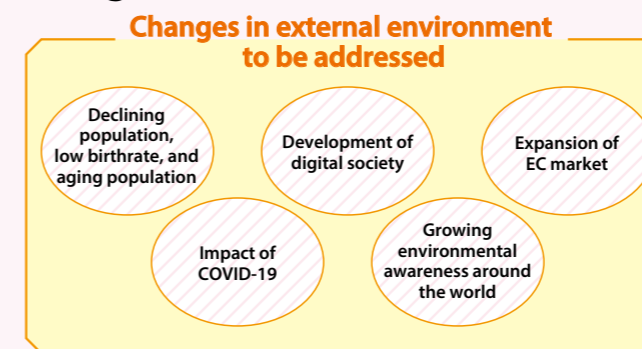 Changes in external environment
to be addressed
Declining
population,
low birthrate, and
aging population
Development of
digital society
Expansion of
EC market
Impact of
COVID-19
Growing
environmental
awareness around
the world